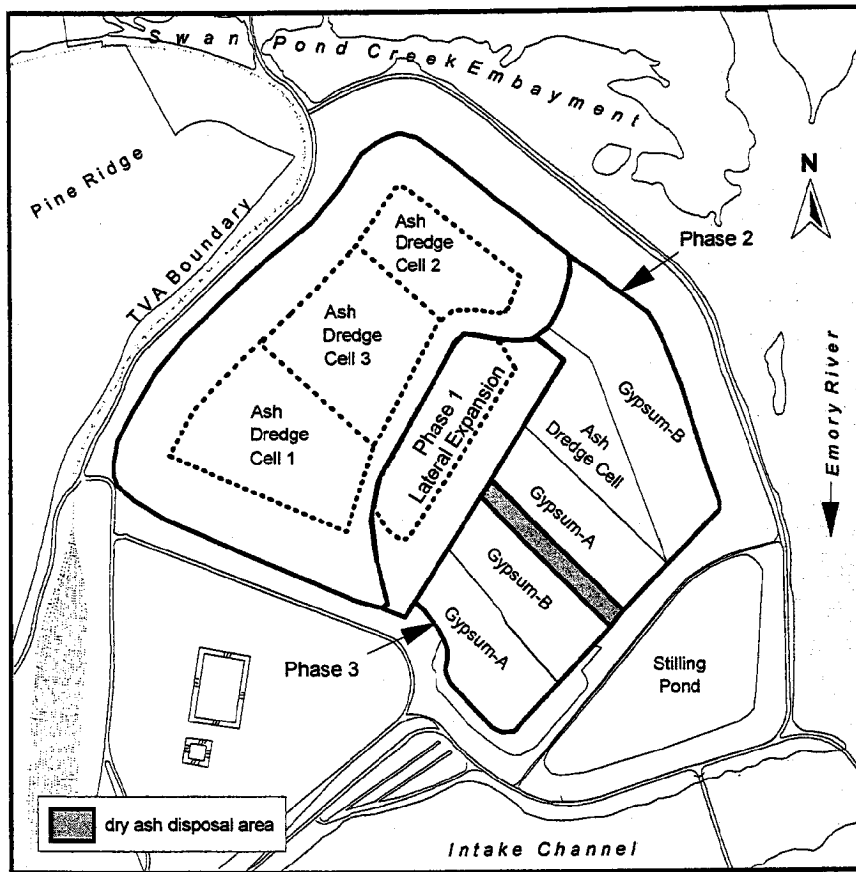 Swan Pond Creek Embayment
Pine Ridge
TVA Boundary
N
Phase 2
Emory River
Ash
Dredge
Cell 2
Ash
Dredge
Cell 3
Ash
Dredge
Cell 1
Phase 1
Lateral Expansion
Gypsum-B
Ash
Dredge Cell
Gypsum-A
Gypsum-B
Gypsum-A
Phase 3
Stilling
Pond
dry ash disposal area
Intake Channel